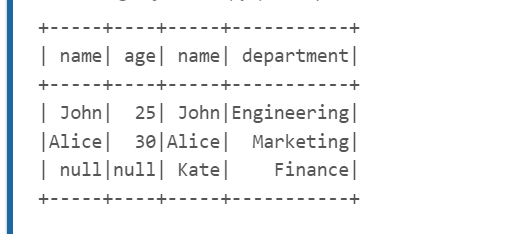 +-----+----+-----+-----------+
| name| age| name| department|
+-----+----+-----+-----------+
| John|  25| John|Engineering|
|Alice|  30|Alice|  Marketing|
| null|null| Kate|    Finance|
+-----+----+-----+-----------+